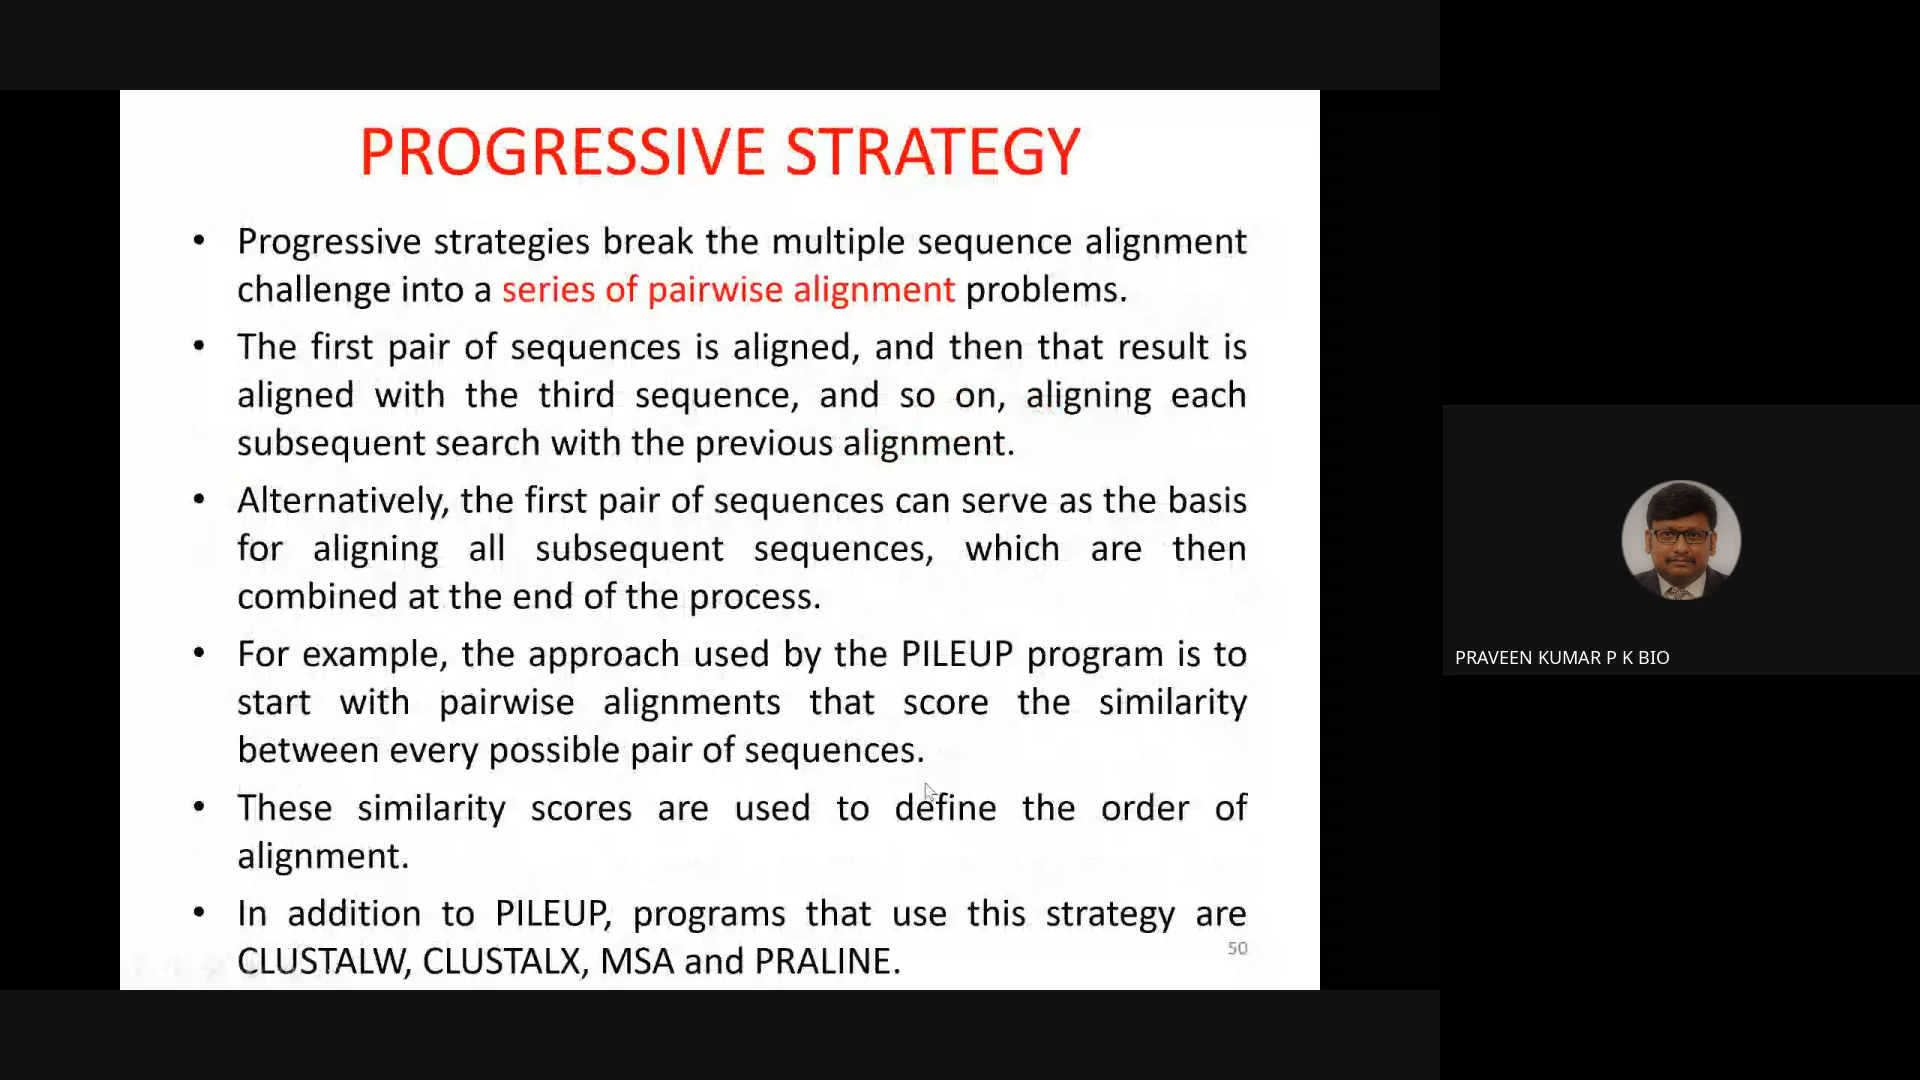 PROGRESSIVE STRATEGY
• Progressive strategies break the multiple sequence alignment
challenge into a series of pairwise alignment problems.
• The first pair of sequences is aligned, and then that result is
aligned with the third sequence, and so on, aligning each
subsequent search with the previous alignment.
• Alternatively, the first pair of sequences can serve as the basis
for aligning all subsequent sequences, which are then
combined at the end of the process.
• For example, the approach used by the PILEUP program is to
start with pairwise alignments that score the similarity
between every possible pair of sequences.
• These similarity scores are used to define the order of
alignment.
• In addition to PILEUP, programs that use this strategy are
CLUSTALW, CLUSTALX, MSA and PRALINE.
50
PRAVEEN KUMAR P K BIO